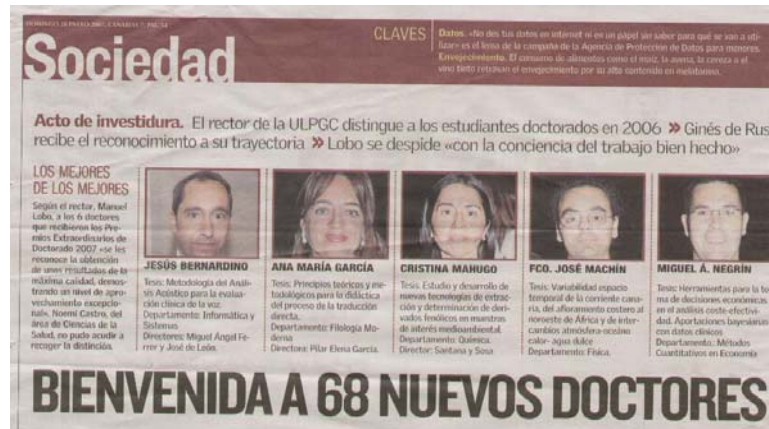 DOMINGO, 28 ENERO 2007, CANARIAS 7, PÁG. 54
Sociedad
CLAVES
Datos. «No des tus datos en internet ni en un papel sin saber para qué se van a uti-
lizar» es el lema de la campaña de la Agencia de Protección de Datos para menores.
Envejecimiento. El consumo de alimentos como el maíz, la avena, la cereza o el
vino tinto retrasan el envejecimiento por su alto contenido en melatonina.
Acto de investidura. El rector de la ULPGC distingue a los estudiantes doctorados en 2006 » Ginés de Rus
recibe el reconocimiento a su trayectoria » Lobo se despide «con la conciencia del trabajo bien hecho»
LOS MEJORES
DE LOS MEJORES
Según el rector, Manuel
Lobo, a los 6 doctores
que recibieron los Pre-
mios Extraordinarios de
Doctorado 2007 «se les
reconoce la obtención
de unos resultados de la
máxima calidad, demos-
trando un nivel de apro-
vechamiento excepcio-
nal». Noemí Castro, del
área de Ciencias de la
Salud, no pudo acudir a
recoger la distinción.
JESÚS BERNARDINO
Tesis: Metodología del Análi-
sis Acústico para la evalua-
ción clínica de la voz.
Departamento: Informática y
Sistemas
Directores: Miguel Ángel Fe-
rrer y José de León.
ANA MARÍA GARCÍA
Tesis: Principios teóricos y me-
todológicos para la didáctica
del proceso de la traducción
directa.
Departamento: Filología Mo-
derna
Directora: Pilar Elena García.
CRISTINA MAHUGO
Tesis. Estudio y desarrollo de
nuevas tecnologías de extrac-
ción y determinación de deri-
vados fenólicos en muestras
de interés medioambiental.
Departamento: Química.
Director: Santana y Sosa
FCO. JOSÉ MACHÍN
Tesis: Variabilidad espacio
temporal de la corriente cana-
ria, del afloramiento costero al
noroeste de África y de inter-
cambios atmósfera-océano
calor- agua dulce
Departamento: Física.
MIGUEL Á. NEGRÍN
Tesis: Herramientas para la to
ma de decisiones económicas
en el análisis coste-efectivi-
dad. Aportaciones bayesianas
con datos clínicos
Departamento.: Métodos
Cuantitativos en Economía
BIENVENIDA A 68 NUEVOS DOCTORES